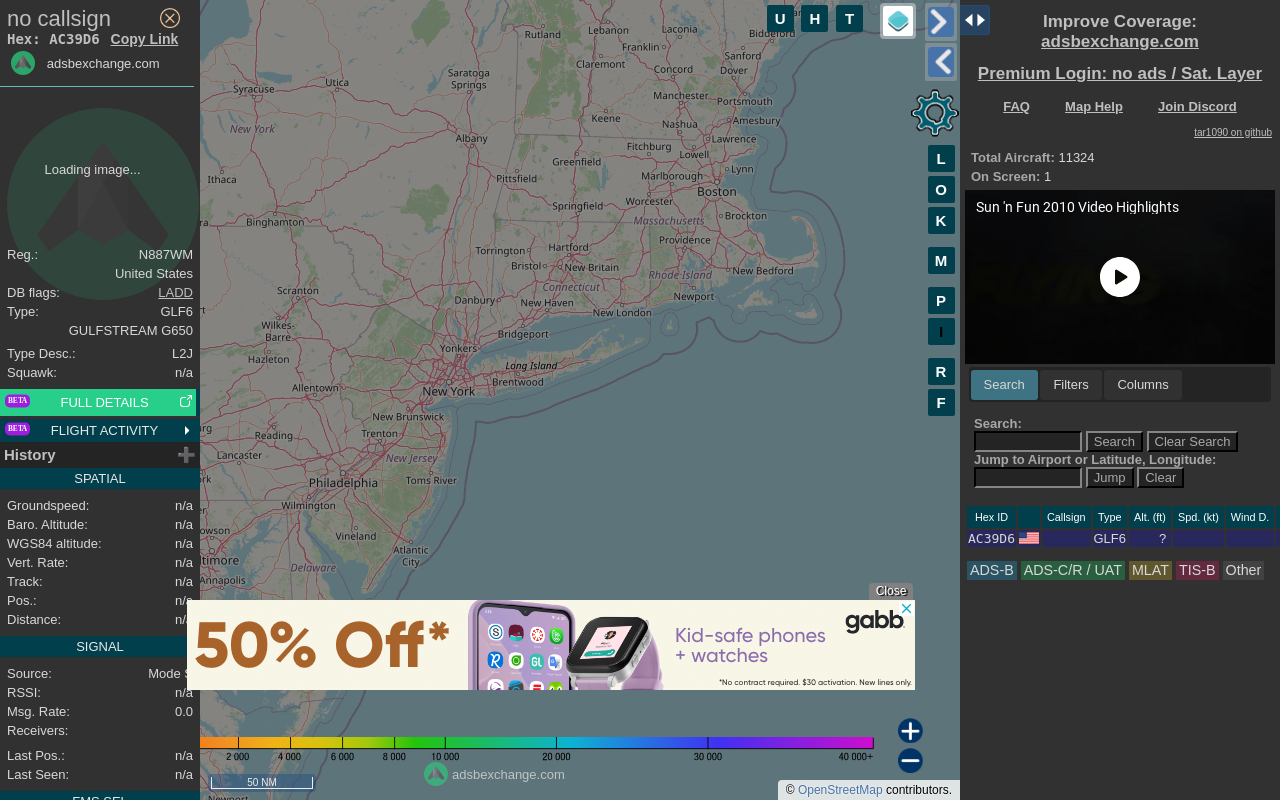 no callsign
Hex: AC39D6 Copy Link
adsbexchange.com
Loading image...
Reg.: N887WM
United States
DB flags: LADD
Type: GLF6
GULFSTREAM G650
Type Desc.: L2J
Squawk: n/a
BETA FULL DETAILS
BETA FLIGHT ACTIVITY
History
SPATIAL
Groundspeed: n/a
Baro. Altitude: n/a
WGS84 altitude: n/a
Vert. Rate: n/a
Track: n/a
Pos.: n/a
Distance: n/a
SIGNAL
Source: Mode S
RSSI: n/a
Msg. Rate: 0.0
Receivers:
Last Pos.: n/a
Last Seen: n/a
FMS SEL
U H T
L
O
K
M
P
I
R
F
Rutland
Lebanon
Laconia
Biddeford
Franklin
Sanford
Claremont
Concord
Dover
Saratoga
Springs
Utica
Syracuse
Manchester
Portsmouth
Keene
Nashua
Amesbury
New York
Albany
Lawrence
Fitchburg
Lowell
Greenfield
Lynn
Ithaca
Pittsfield
Marlborough
Boston
Worcester
Springfield
Massachusetts
Brockton
Binghamton
Providence
Hartford
Torrington
Bristol
New Britain
New Bedford
Rhode Island
Connecticut
Scranton
Danbury
New Haven
Newport
New London
Wilkes-
Barre
Bridgeport
Yonkers
Hazleton
Long Island
Brentwood
Allentown
New York
New Brunswick
Reading
Trenton
Lancaster
New Jersey
Philadelphia
Toms River
Wilmington
Vineland
Atlantic
City
Delaware
Annapolis
Close
50% Off*
Kid-safe phones
+ watches
gabb
*No contract required. $30 activation. New lines only.
2 000 4 000 6 000 8 000 10 000 20 000 30 000 40 000+
adsbexchange.com
50 NM
© OpenStreetMap contributors.
Improve Coverage:
adsbexchange.com
Premium Login: no ads / Sat. Layer
FAQ Map Help Join Discord
tar1090 on github
Total Aircraft: 11324
On Screen: 1
Sun 'n Fun 2010 Video Highlights
Search Filters Columns
Search:
Search Clear Search
Jump to Airport or Latitude, Longitude:
Jump Clear
Hex ID Callsign Type Alt. (ft) Spd. (kt) Wind D.
AC39D6 GLF6 ?
ADS-B ADS-C/R / UAT MLAT TIS-B Other